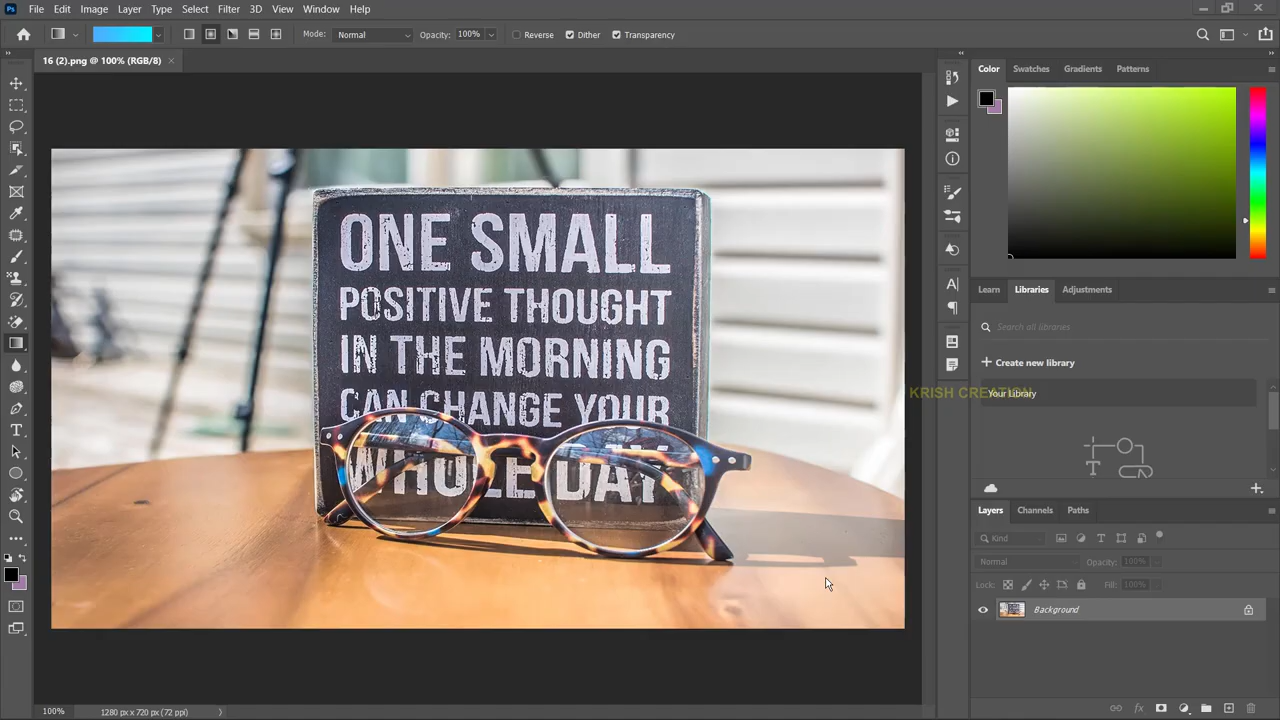 Ps File Edit Image Layer Type Select Filter 3D View Window Help
Mode: Normal Opacity: 100% Reverse Dither Transparency
16 (2).png @ 100% (RGB/8)
Color Swatches Gradients Patterns
ONE SMALL
POSITIVE THOUGHT
IN THE MORNING
CAN CHANGE YOUR
WHOLE DAY
Learn Libraries Adjustments
Search all libraries
Create new library
KRISH CREATION
Your Library
Layers Channels Paths
Kind
Normal Opacity: 100%
Lock: Fill: 100%
Background
100% 1280 px x 720 px (72 ppi)